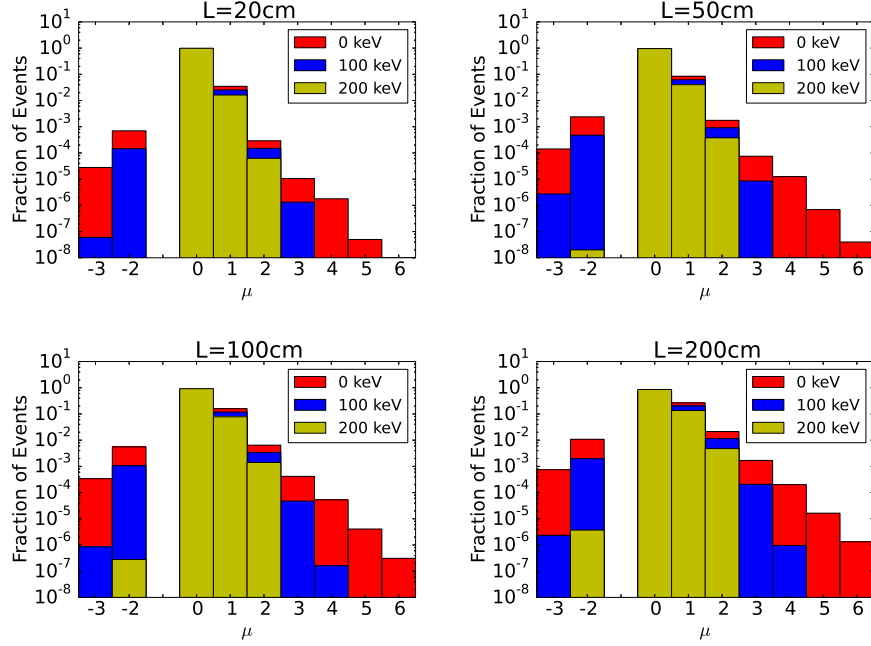 L=20cm
Fraction of Events
10^1
10^0
10^-1
10^-2
10^-3
10^-4
10^-5
10^-6
10^-7
10^-8
0 keV
100 keV
200 keV
-3 -2 0 1 2 3 4 5 6
μ
L=50cm
Fraction of Events
10^1
10^0
10^-1
10^-2
10^-3
10^-4
10^-5
10^-6
10^-7
10^-8
0 keV
100 keV
200 keV
-3 -2 0 1 2 3 4 5 6
μ
L=100cm
Fraction of Events
10^1
10^0
10^-1
10^-2
10^-3
10^-4
10^-5
10^-6
10^-7
10^-8
0 keV
100 keV
200 keV
-3 -2 0 1 2 3 4 5 6
μ
L=200cm
Fraction of Events
10^1
10^0
10^-1
10^-2
10^-3
10^-4
10^-5
10^-6
10^-7
10^-8
0 keV
100 keV
200 keV
-3 -2 0 1 2 3 4 5 6
μ